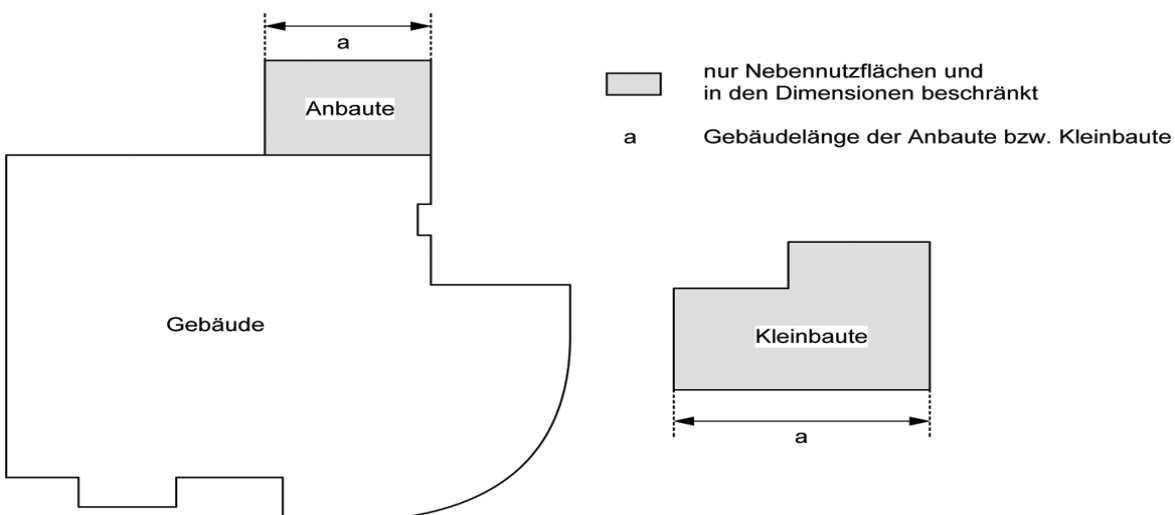 a
Anbaute
nur Nebennutzflächen und
in den Dimensionen beschränkt
a Gebäudelänge der Anbaute bzw. Kleinbaute
Gebäude
Kleinbaute
a